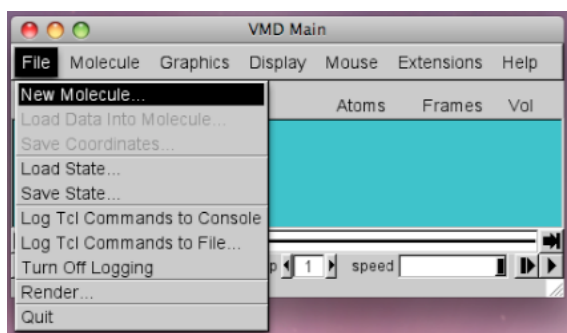 VMD Main
File Molecule Graphics Display Mouse Extensions Help
New Molecule...
Atoms Frames Vol
Load Data Into Molecule...
Save Coordinates...
Load State...
Save State...
Log Tcl Commands to Console
Log Tcl Commands to File...
Turn Off Logging
p 1 speed
Render...
Quit